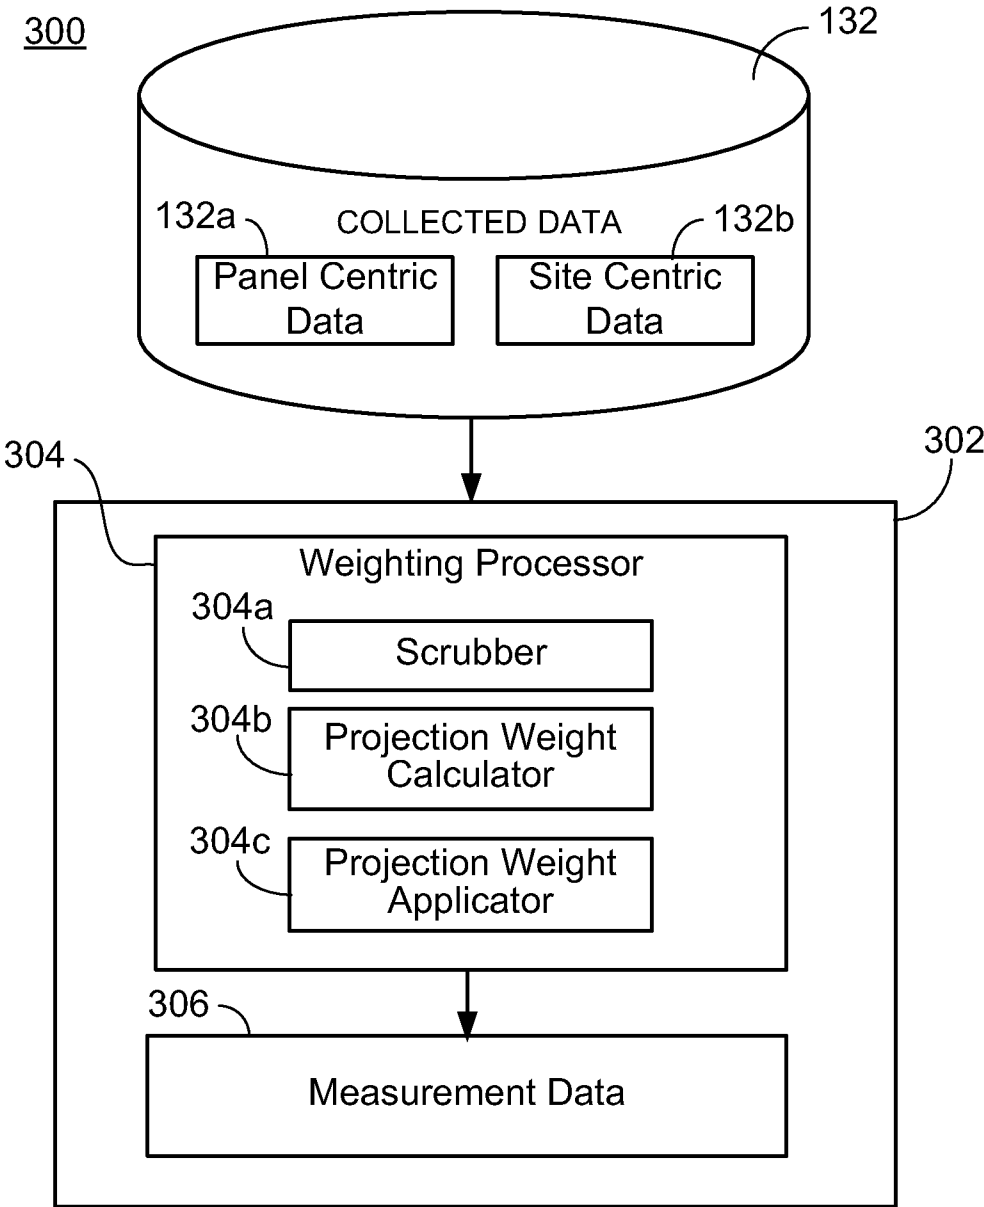 300
132
132a
COLLECTED DATA
132b
Panel Centric
Data
Site Centric
Data
304
302
Weighting Processor
304a
Scrubber
304b
Projection Weight
Calculator
304c
Projection Weight
Applicator
306
Measurement Data